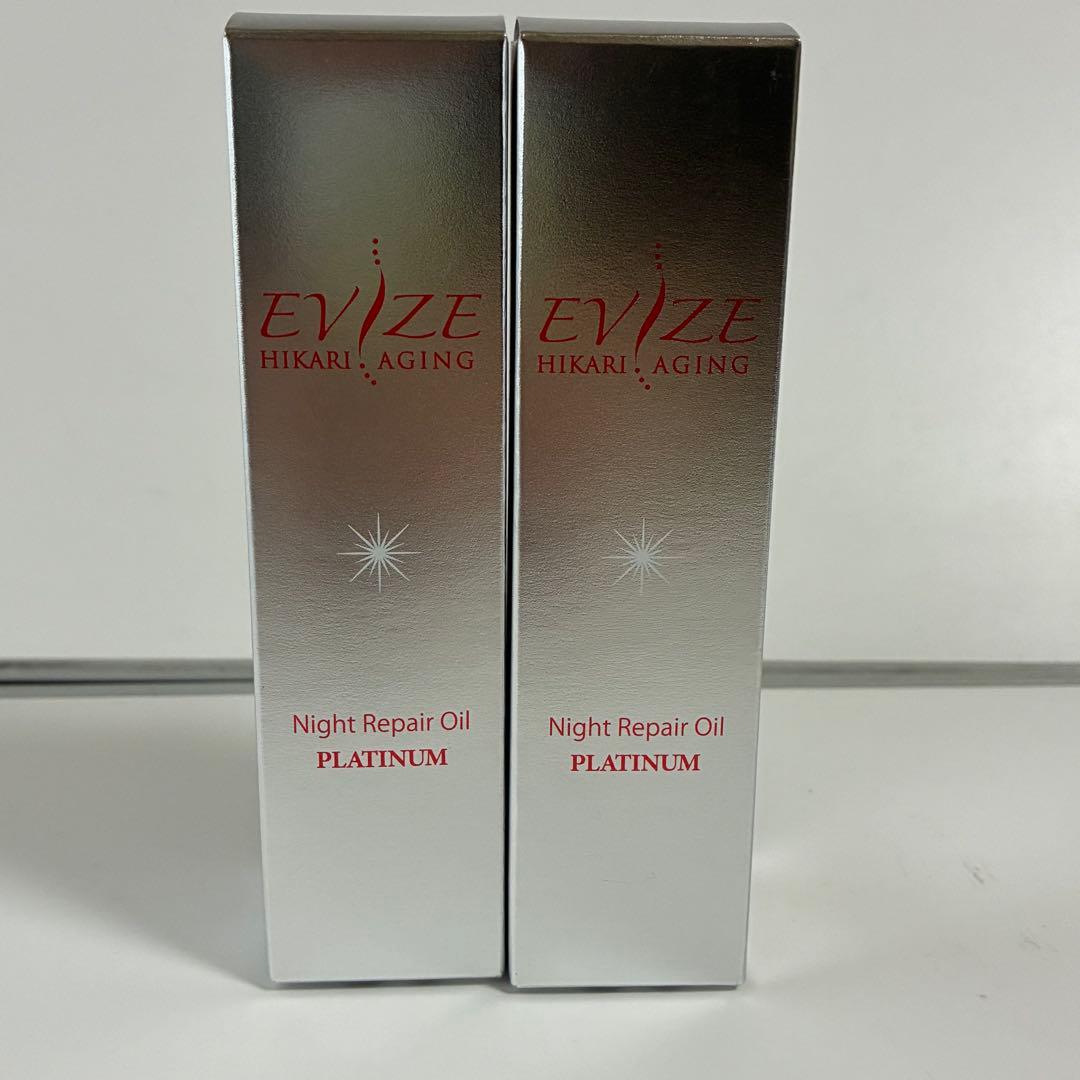 EVIZE
HIKARI AGING
Night Repair Oil
PLATINUM
EVIZE
HIKARI AGING
Night Repair Oil
PLATINUM